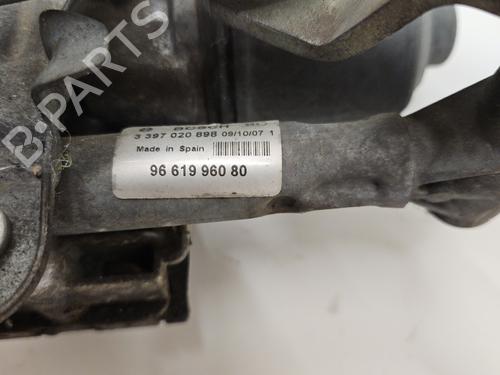 BOSCH
3 397 020 898 09/10/07 1
Made in Spain
96 619 960 80
B-PARTS